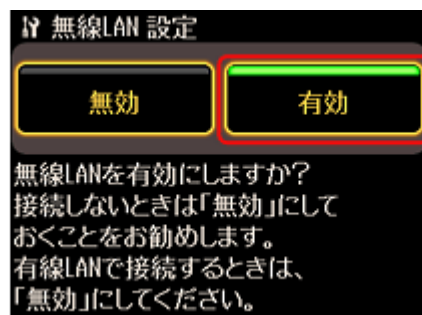 無線LAN 設定
無効 有効
無線LANを有効にしますか?
接続しないときは「無効」にして
おくことをお勧めします。
有線LANで接続するときは、
「無効」にしてください。